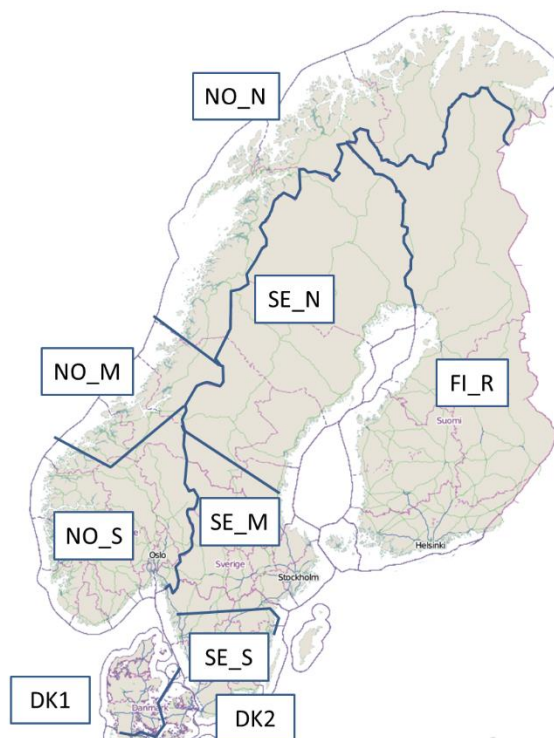 NO_N
SE_N
NO_M
FI_R
Suomi
NO_S
SE_M
Oslo
Helsinki
Sverige
Stockholm
SE_S
DK1
Danmark
DK2